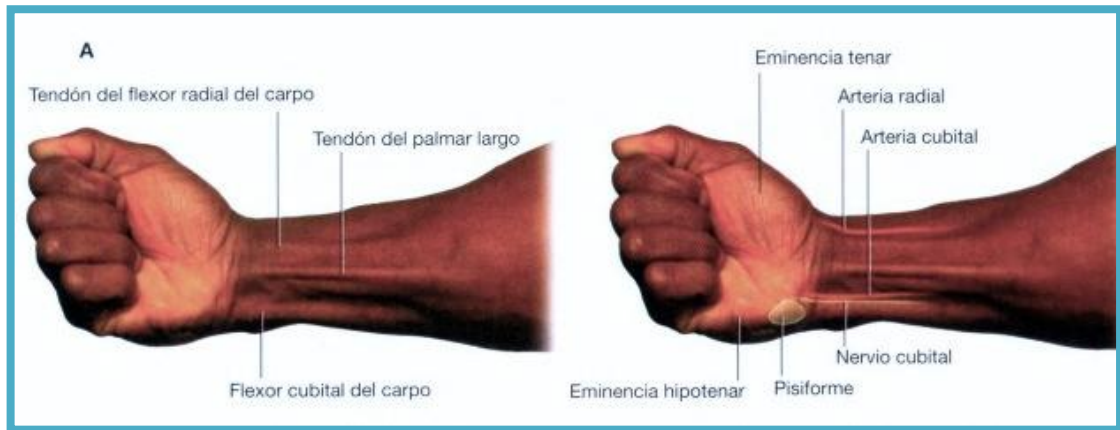 A
Tendón del flexor radial del carpo
Tendón del palmar largo
Flexor cubital del carpo
Eminencia tenar
Arteria radial
Arteria cubital
Nervio cubital
Eminencia hipotenar
Pisiforme